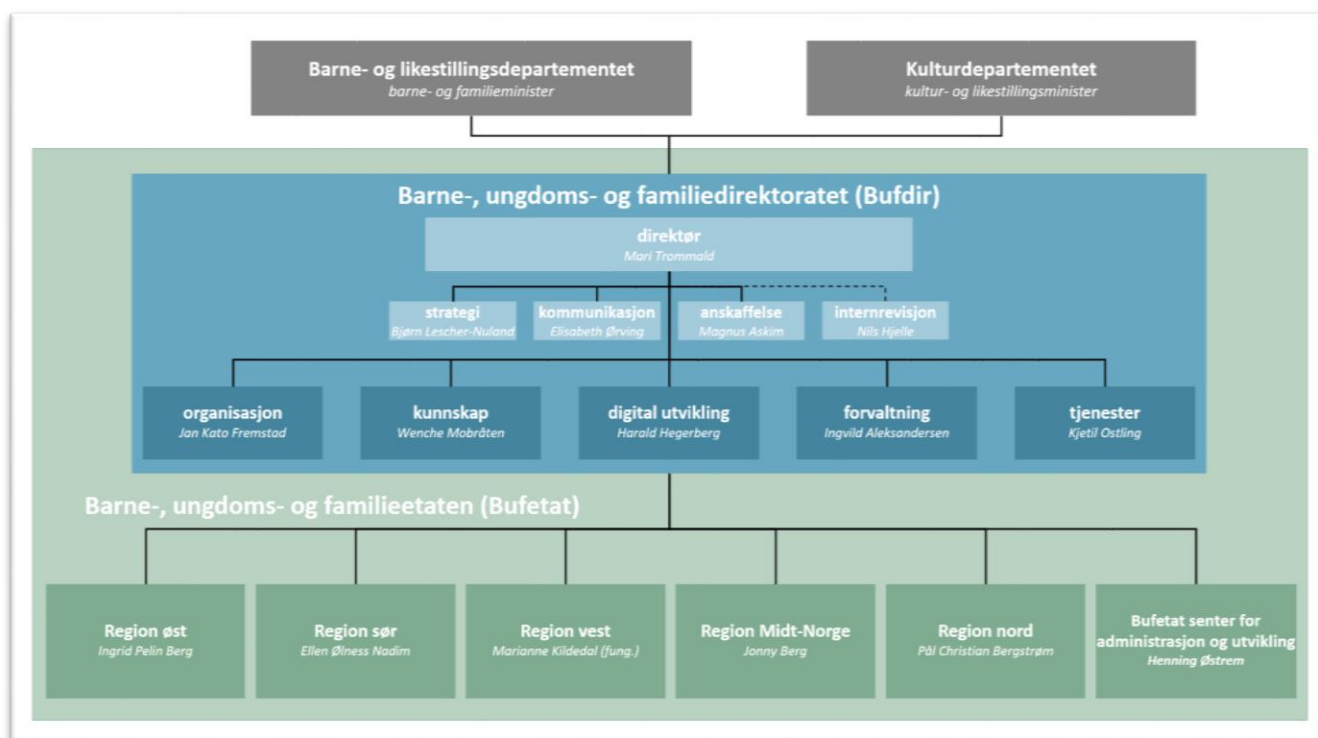 Barne- og likestillingsdepartementet
barne- og familieminister
Kulturdepartementet
kultur- og likestillingsminister
Barne-, ungdoms- og familiedirektoratet (Bufdir)
direktør
Mari Trommald
strategi
Bjørn Lescher-Nuland
kommunikasjon
Elisabeth Ørving
anskaffelse
Magnus Askim
internrevisjon
Nils Hjelle
organisasjon
Jan Kato Fremstad
kunnskap
Wenche Mobråten
digital utvikling
Harald Hegerberg
forvaltning
Ingvild Aleksandersen
tjenester
Kjetil Ostling
Barne-, ungdoms- og familieetaten (Bufetat)
Region øst
Ingrid Pelin Berg
Region sør
Ellen Ølness Nadim
Region vest
Marianne Kildedal (fung.)
Region Midt-Norge
Jonny Berg
Region nord
Pål Christian Bergstrøm
Bufetat senter for
administrasjon og utvikling
Henning Østrem